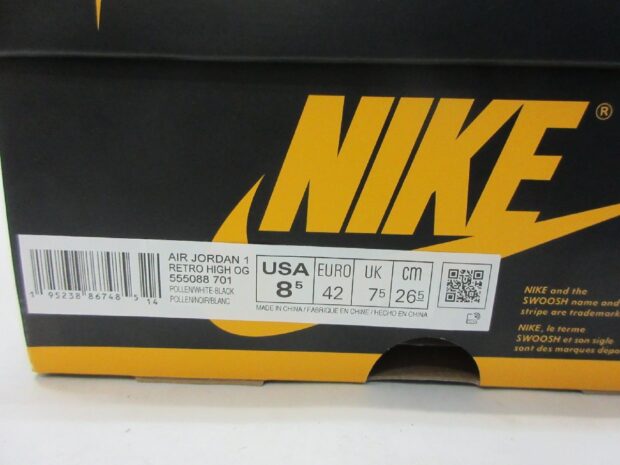 NIKE®
AIR JORDAN 1
RETRO HIGH OG
555088 701
POLLEN/WHITE-BLACK
POLLEN/NOIR/BLANC
1 95238 86748 5 14
USA EURO UK cm
8.5 42 7.5 26.5
MADE IN CHINA / FABRIQUÉ EN CHINE / HECHO EN CHINA
NIKE and the
SWOOSH name and
stripe are trademark
NIKE, le terme
SWOOSH et son sigle
sont des marques dépo